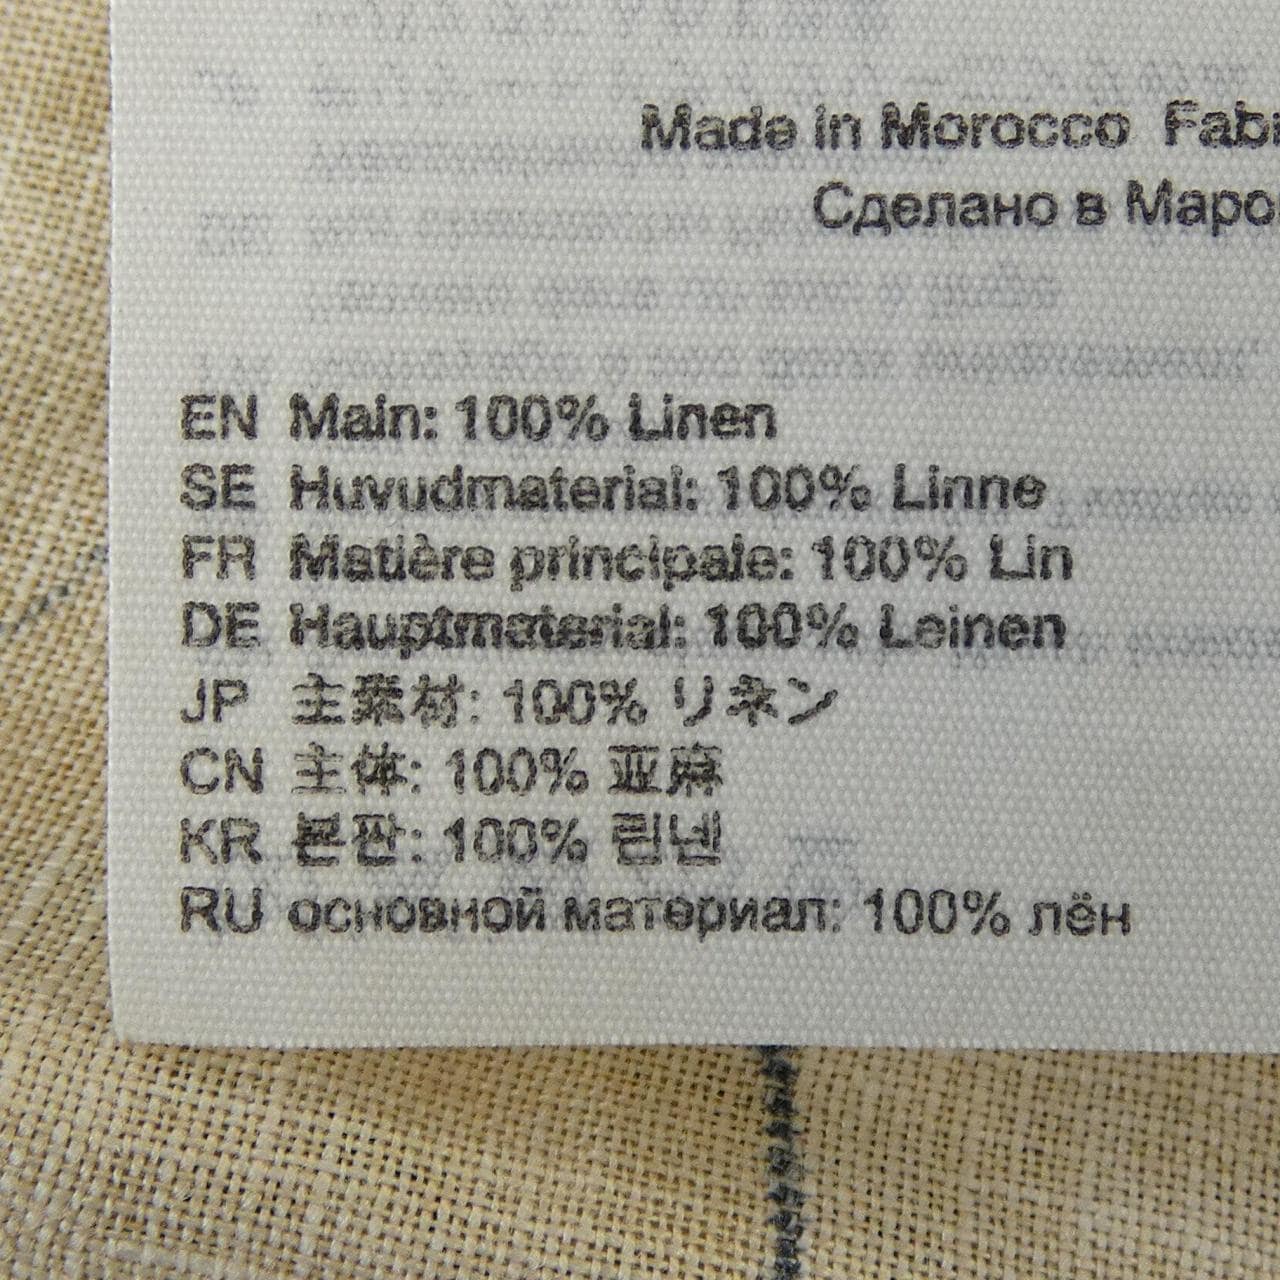 Made in Morocco Fabr
Сделано в Маро
EN Main: 100% Linen
SE Huvudmaterial: 100% Linne
FR Matière principale: 100% Lin
DE Hauptmaterial: 100% Leinen
JP 主素材: 100% リネン
CN 主体: 100% 亚麻
KR 본판: 100% 린넨
RU основной материал: 100% лён